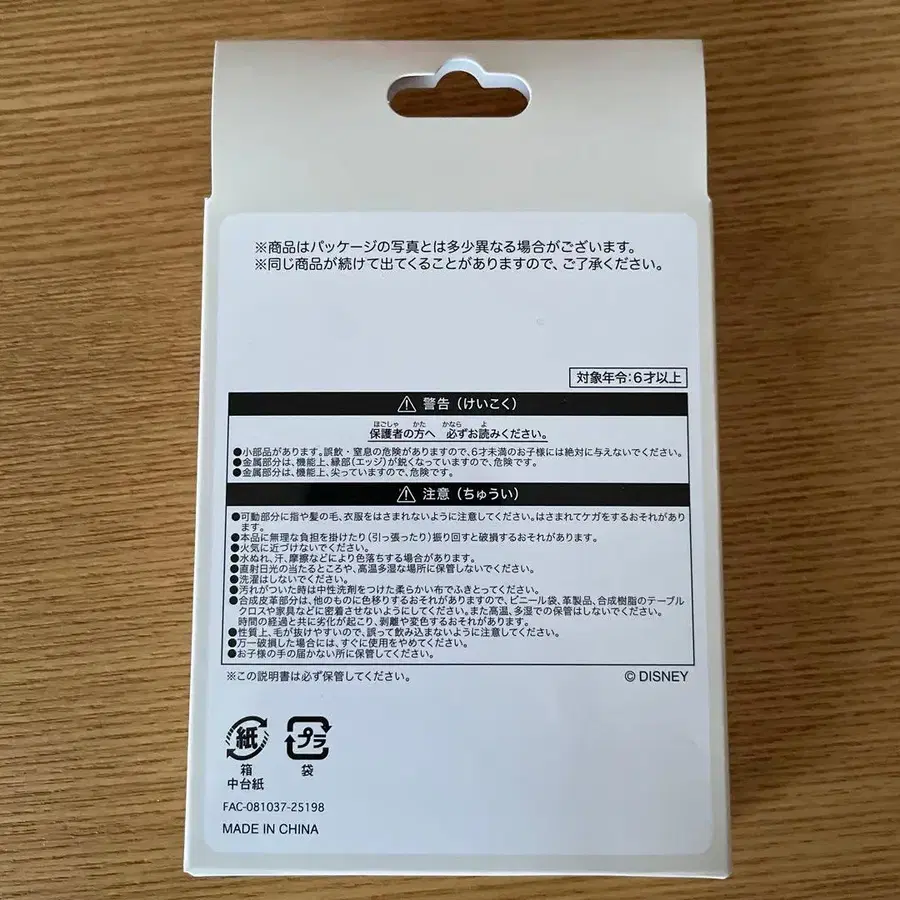 ※商品はパッケージの写真とは多少異なる場合がございます。
※同じ商品が続けて出てくることがありますので、ご了承ください。
対象年令:6才以上
警告（けいこく）
ほごしゃ かた かなら よ
保護者の方へ 必ずお読みください。
●小部品があります。誤飲・窒息の危険がありますので、6才未満のお子様には絶対に与えないでください。
●金属部分は、機能上、縁部（エッジ）が鋭くなっていますので、危険です。
●金属部分は、機能上、尖っていますので、危険です。
注意（ちゅうい）
●可動部分に指や髪の毛、衣服をはさまれないように注意してください。はさまれてケガをするおそれがあり
ます。
●本品に無理な負担を掛けたり（引っ張ったり）振り回すと破損するおそれがあります。
●火気に近づけないでください。
●水ぬれ、汗、摩擦などにより色落ちする場合があります。
●直射日光の当たるところや、高温多湿な場所に保管しないでください。
●洗濯はしないでください。
●汚れがついた時は中性洗剤をつけた柔らかい布でふきとってください。
●合成皮革部分は、他のものに色移りするおそれがありますので、ビニール袋、革製品、合成樹脂のテーブル
クロスや家具などに密着させないようにしてください。また高温、多湿での保管はしないでください。
時間の経過と共に劣化が起こり、剥離や変色するおそれがあります。
●性質上、毛が抜けやすいので、誤って飲み込まないように注意してください。
●万一破損した場合には、すぐに使用をやめてください。
●お子様の手の届かない所に保管してください。
※この説明書は必ず保管してください。
© DISNEY
紙 プラ
箱 袋
中台紙
FAC-081037-25198
MADE IN CHINA